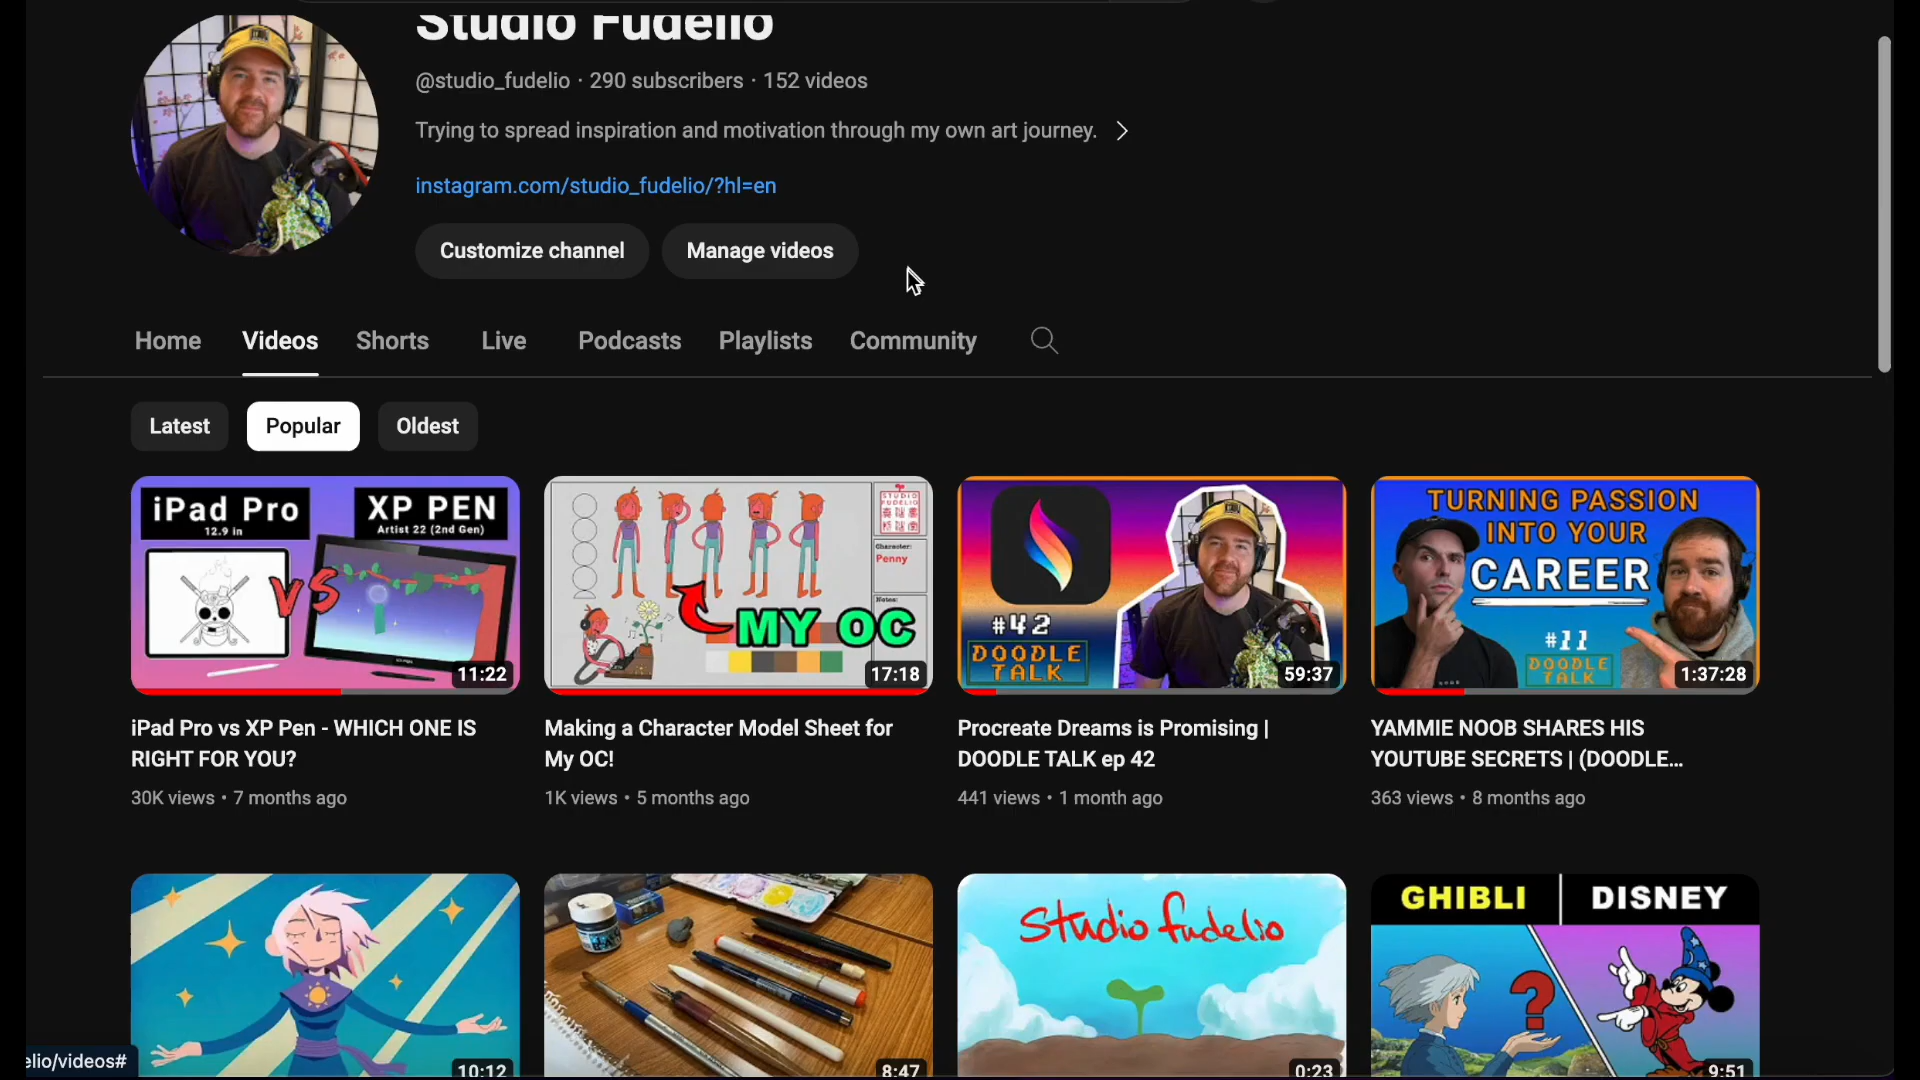 Studio Fudelio
@studio_fudelio · 290 subscribers · 152 videos
Trying to spread inspiration and motivation through my own art journey.
instagram.com/studio_fudelio/?hl=en
Customize channel
Manage videos
Home
Videos
Shorts
Live
Podcasts
Playlists
Community
Latest
Popular
Oldest
iPad Pro
12.9 in
XP PEN
Artist 22 (2nd Gen)
VS
11:22
STUDIO
FUDELIO
Character:
Penny
Notes:
MY OC
17:18
#42
DOODLE
TALK
59:37
TURNING PASSION
INTO YOUR
CAREER
#11
DOODLE
TALK
1:37:28
iPad Pro vs XP Pen - WHICH ONE IS
RIGHT FOR YOU?
30K views · 7 months ago
Making a Character Model Sheet for
My OC!
1K views · 5 months ago
Procreate Dreams is Promising |
DOODLE TALK ep 42
441 views · 1 month ago
YAMMIE NOOB SHARES HIS
YOUTUBE SECRETS | (DOODLE...
363 views · 8 months ago
10:12
8:47
Studio fudelio
0:23
GHIBLI
DISNEY
?
9:51
elio/videos#